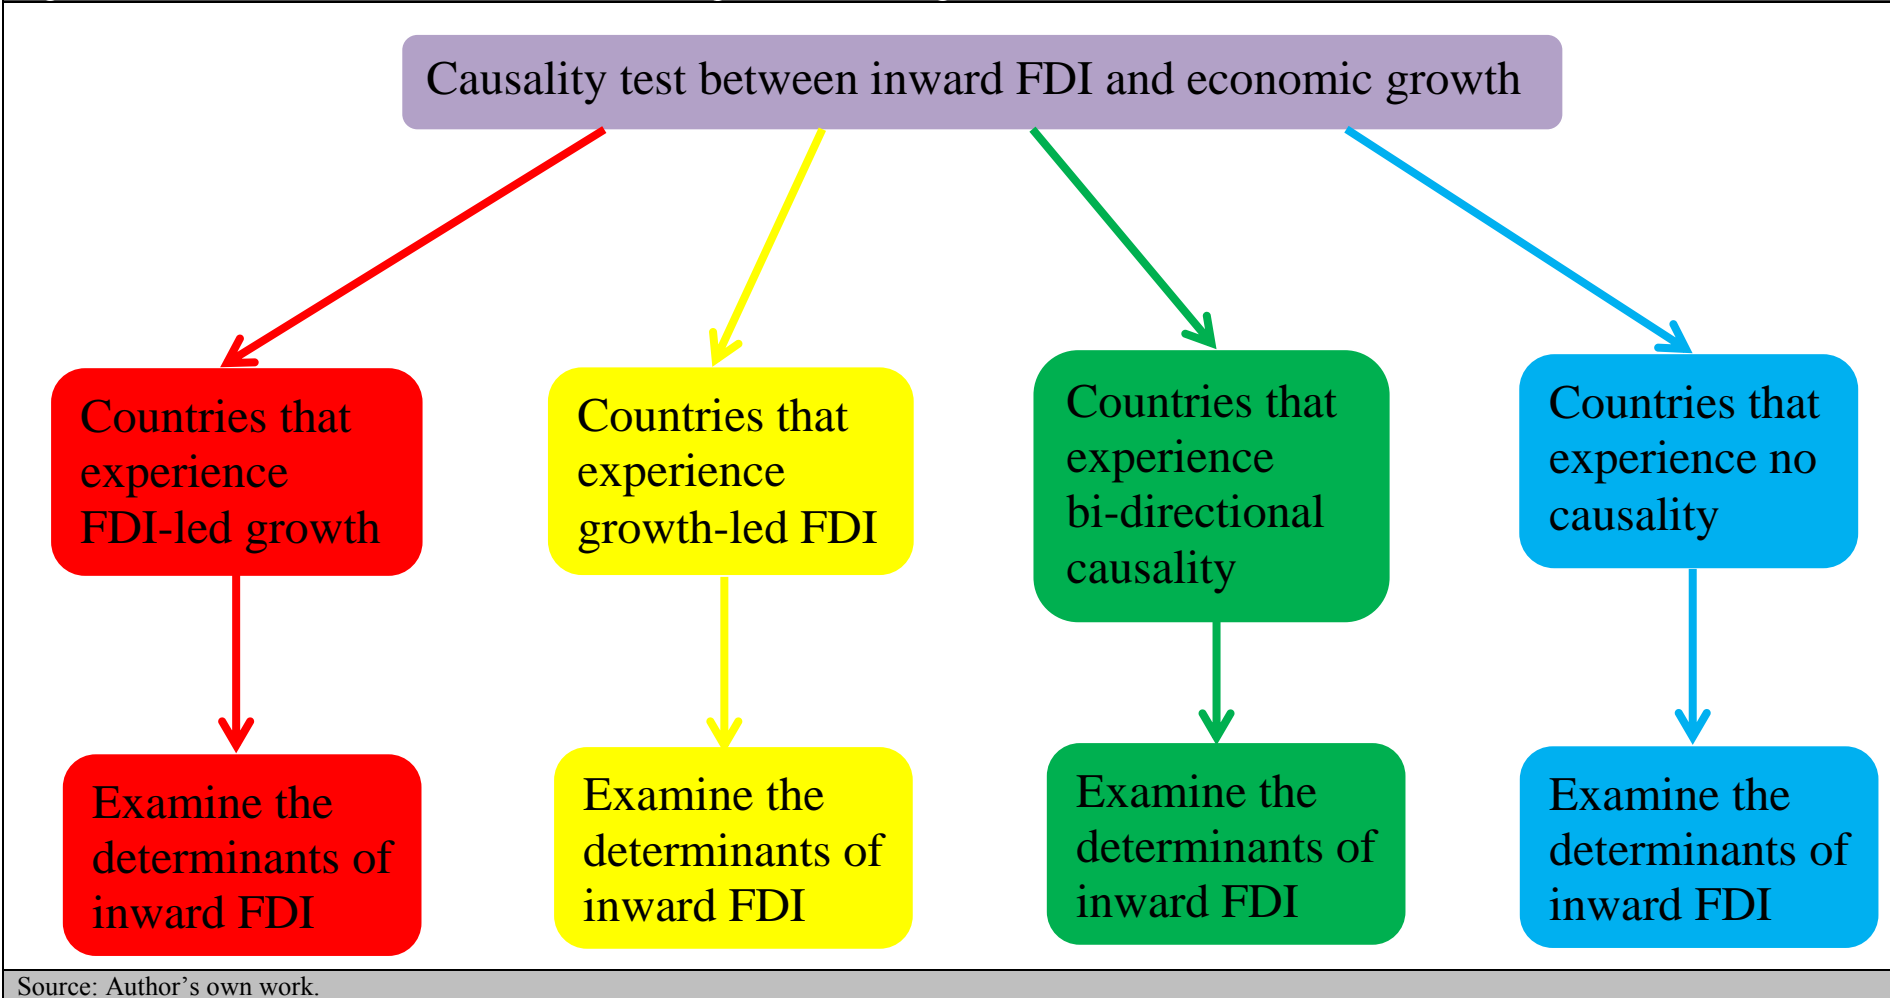 Causality test between inward FDI and economic growth
Countries that
experience
FDI-led growth
Countries that
experience
growth-led FDI
Countries that
experience
bi-directional
causality
Countries that
experience no
causality
Examine the
determinants of
inward FDI
Examine the
determinants of
inward FDI
Examine the
determinants of
inward FDI
Examine the
determinants of
inward FDI
Source: Author’s own work.